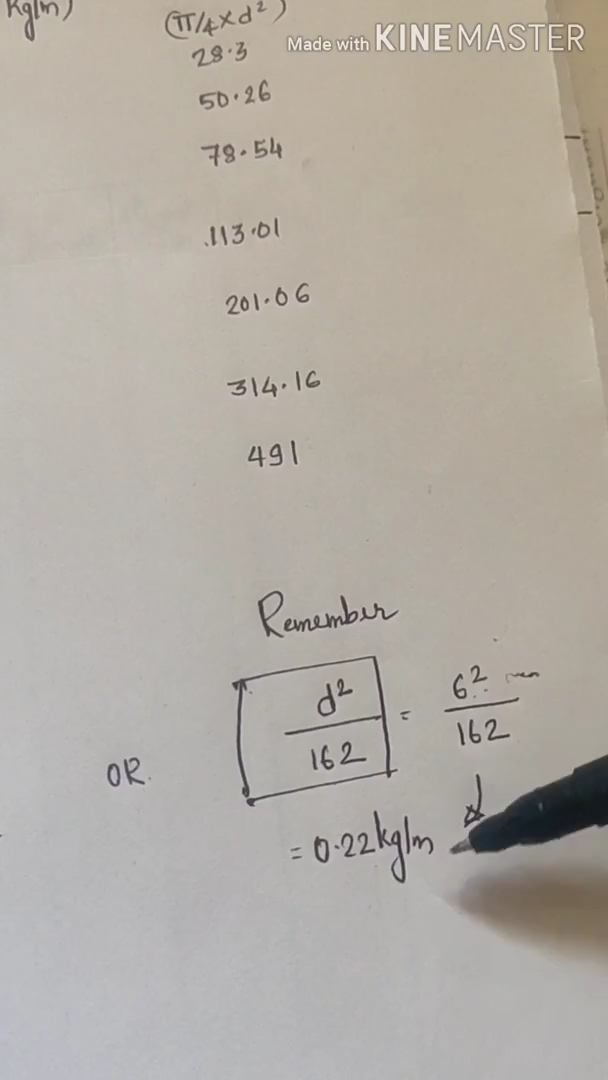 Kg/m)
(π/4×d²)
Made with KINEMASTER
28.3
50.26
78.54
113.01
201.06
314.16
491
Remember
OR. d²/162 = 6²/162
= 0.22kg/m